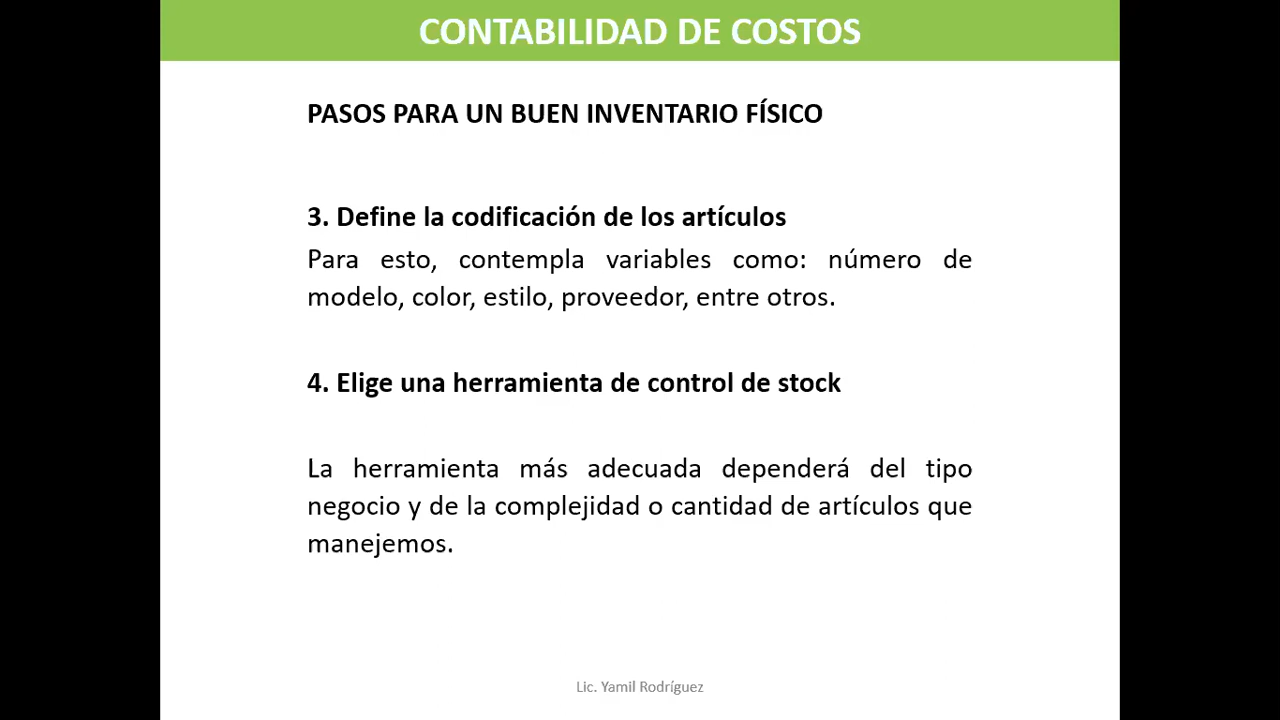 CONTABILIDAD DE COSTOS
PASOS PARA UN BUEN INVENTARIO FÍSICO
3. Define la codificación de los artículos
Para esto, contempla variables como: número de
modelo, color, estilo, proveedor, entre otros.
4. Elige una herramienta de control de stock
La herramienta más adecuada dependerá del tipo
negocio y de la complejidad o cantidad de artículos que
manejemos.
Lic. Yamil Rodríguez